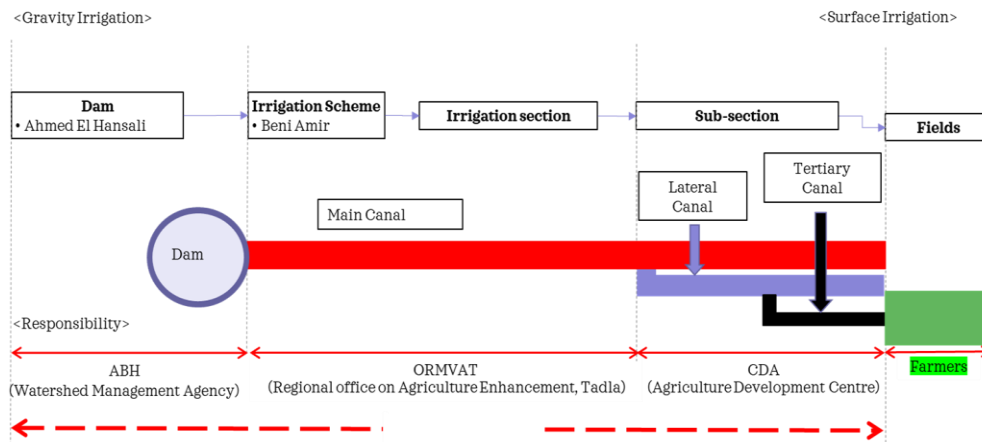 <Gravity Irrigation>
<Surface Irrigation>
Dam
• Ahmed El Hansali
Irrigation Scheme
• Beni Amir
Irrigation section
Sub-section
Fields
Main Canal
Lateral
Canal
Tertiary
Canal
Dam
<Responsibility>
ABH
(Watershed Management Agency)
ORMVAT
(Regional office on Agriculture Enhancement, Tadla)
CDA
(Agriculture Development Centre)
Farmers